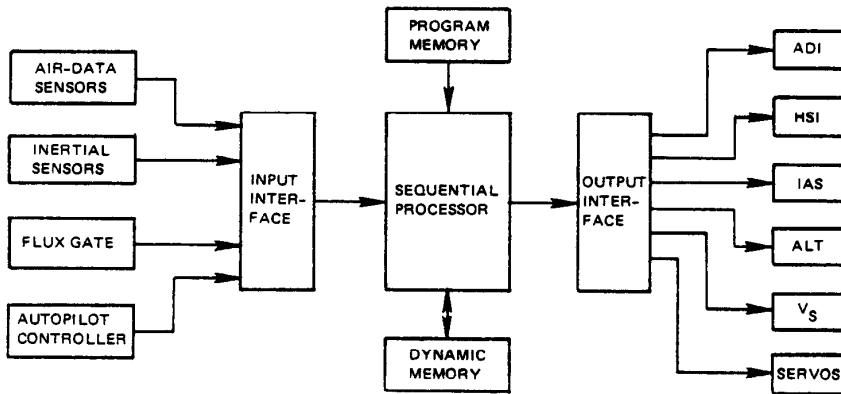 AIR-DATA
SENSORS
INERTIAL
SENSORS
FLUX GATE
AUTOPILOT
CONTROLLER
INPUT
INTER-
FACE
PROGRAM
MEMORY
SEQUENTIAL
PROCESSOR
DYNAMIC
MEMORY
OUTPUT
INTER-
FACE
ADI
HSI
IAS
ALT
VS
SERVOS